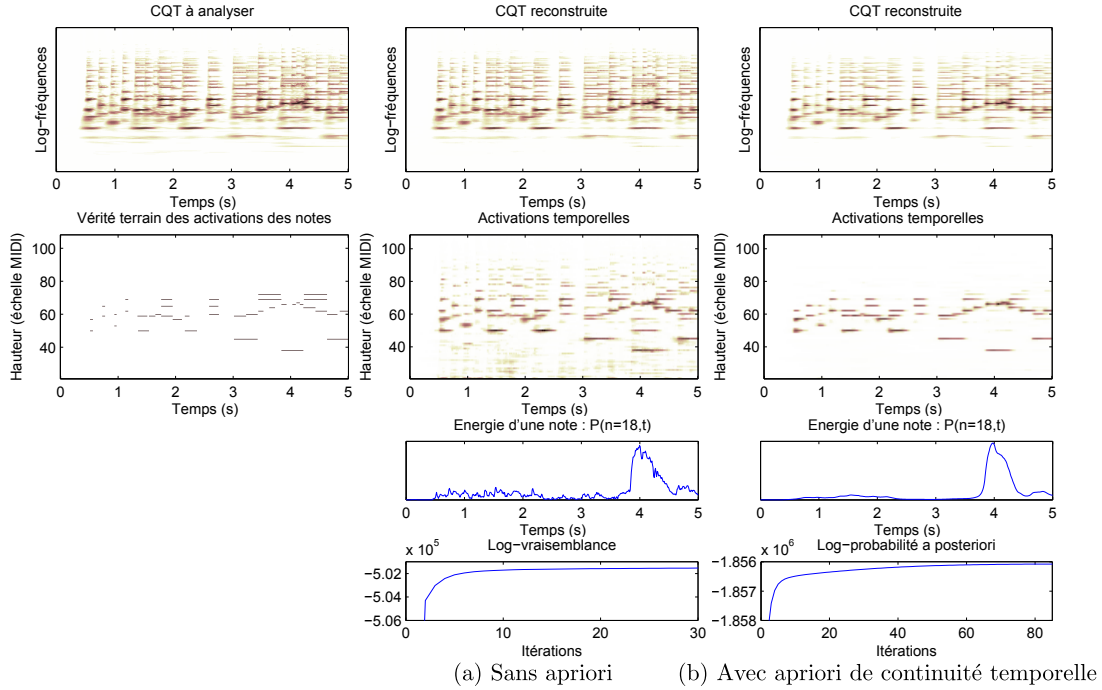 CQT à analyser
CQT reconstruite
CQT reconstruite
Log−fréquences
Log−fréquences
Log−fréquences
0 1 2 3 4 5
0 1 2 3 4 5
0 1 2 3 4 5
Temps (s)
Temps (s)
Temps (s)
Vérité terrain des activations des notes
Activations temporelles
Activations temporelles
Hauteur (échelle MIDI)
100
80
60
40
Hauteur (échelle MIDI)
100
80
60
40
Hauteur (échelle MIDI)
100
80
60
40
0 1 2 3 4 5
0 1 2 3 4 5
0 1 2 3 4 5
Temps (s)
Temps (s)
Temps (s)
Energie d'une note : P(n=18,t)
Energie d'une note : P(n=18,t)
0 1 2 3 4 5
0 1 2 3 4 5
Temps (s)
Temps (s)
x 10⁵
Log−vraisemblance
x 10⁶
Log−probabilité a posteriori
−5.02
−5.04
−5.06
−1.856
−1.857
−1.858
0 10 20 30
0 20 40 60 80
Itérations
Itérations
(a) Sans apriori
(b) Avec apriori de continuité temporelle